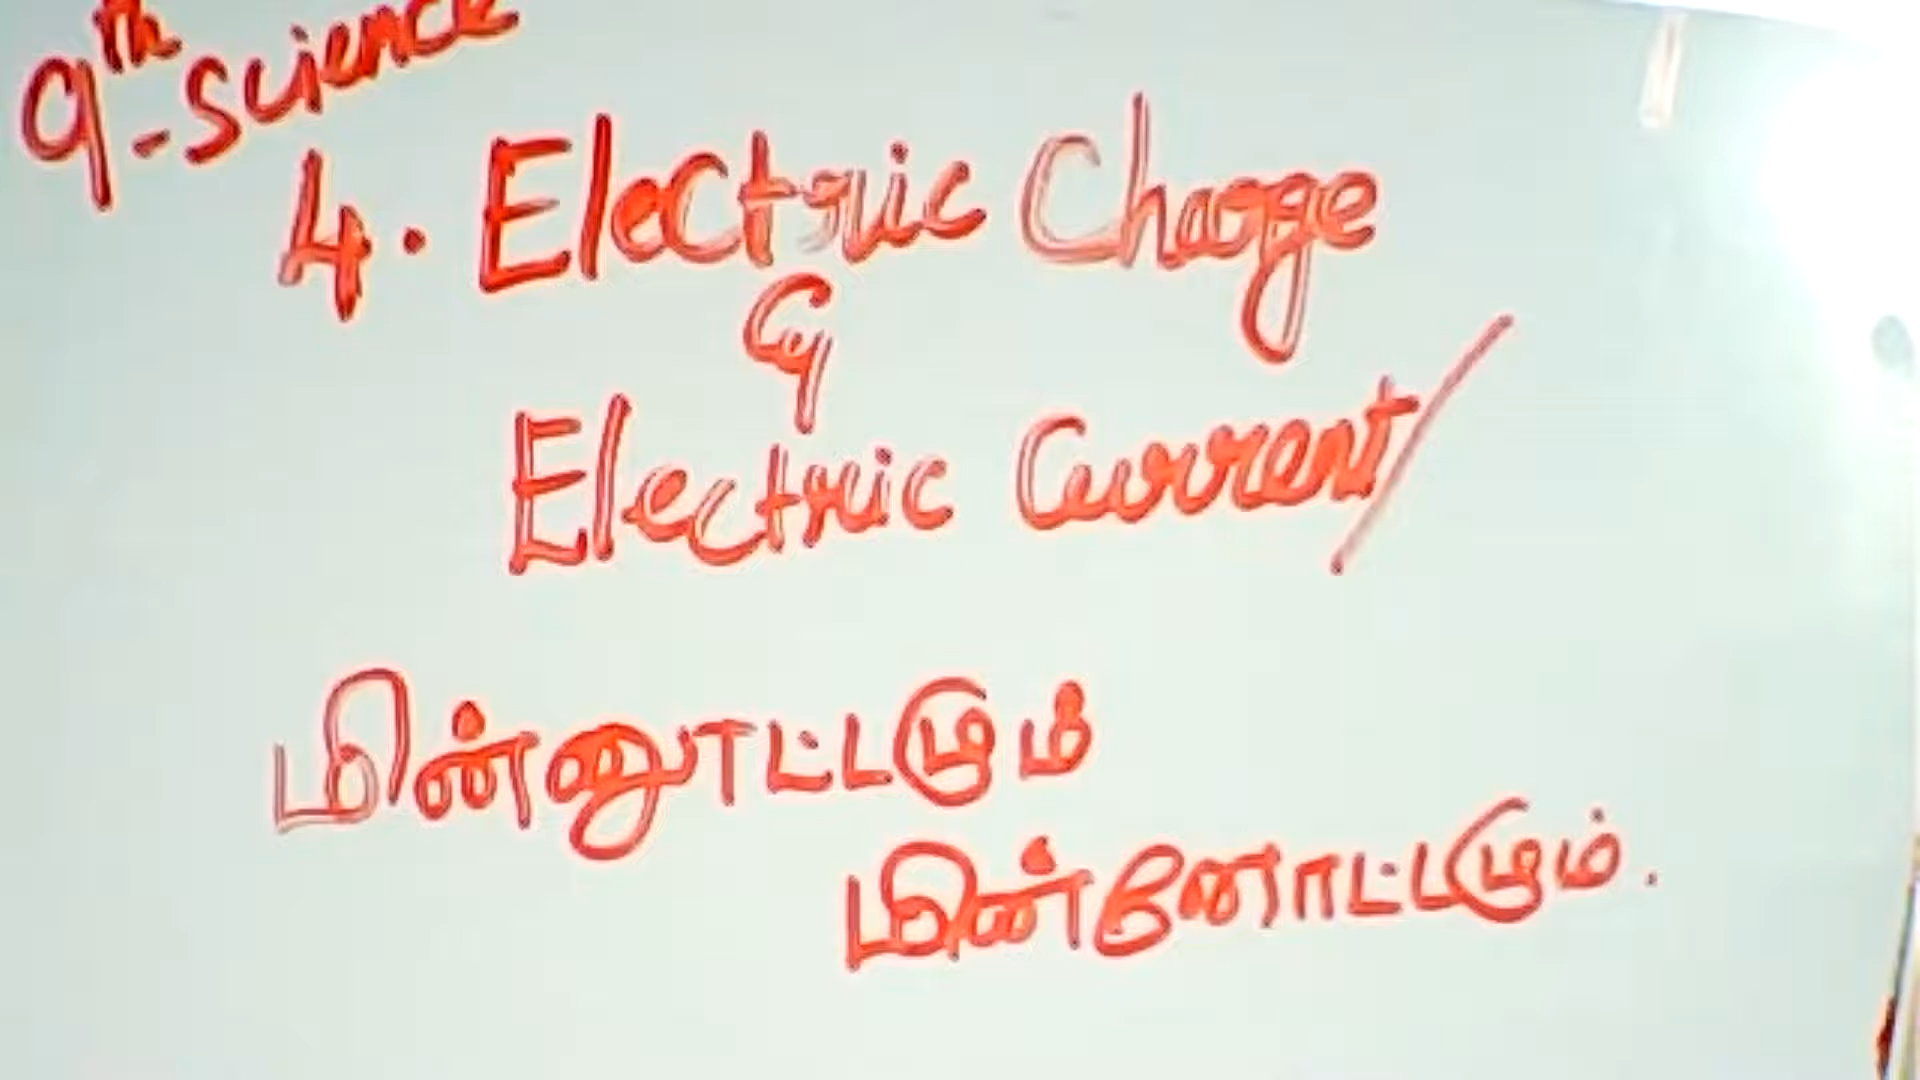 9th - Science
4. Electric Charge
&
Electric Current/
மின்னூட்டமும்
மின்னோட்டமும்.